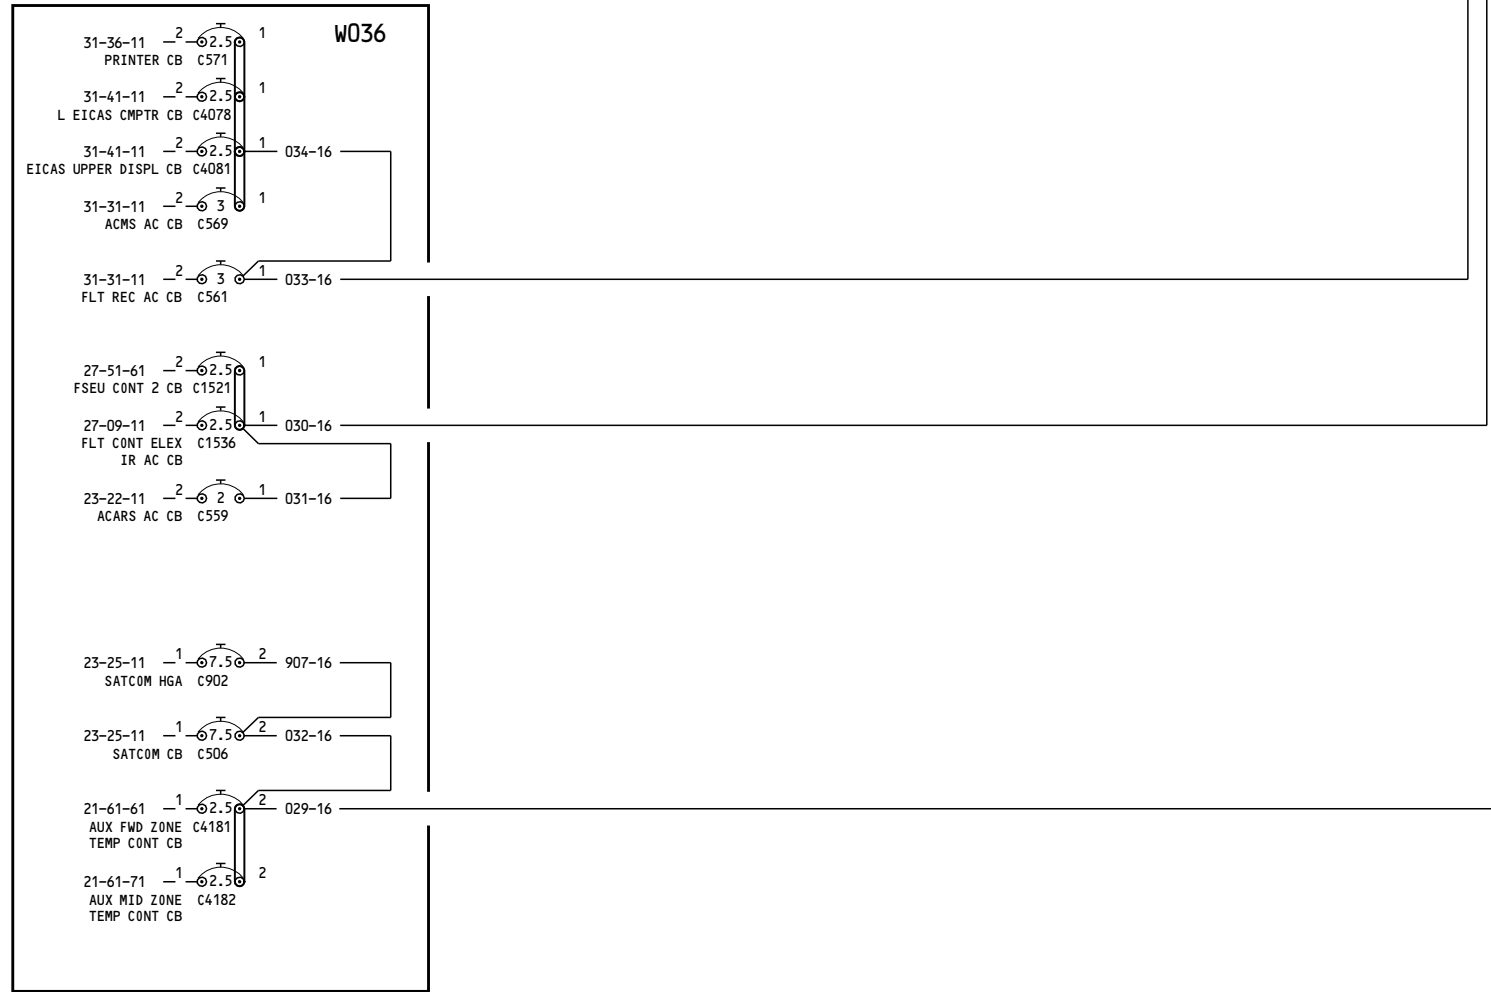 W036
2 1
31-36-11 2.5
PRINTER CB C571
2 1
31-41-11 2.5
L EICAS CMPTR CB C4078
2 1
31-41-11 2.5 034-16
EICAS UPPER DISPL CB C4081
2 1
31-31-11 3
ACMS AC CB C569
2 1
31-31-11 3 033-16
FLT REC AC CB C561
2 1
27-51-61 2.5
FSEU CONT 2 CB C1521
2 1
27-09-11 2.5 030-16
FLT CONT ELEX C1536
IR AC CB
2 1
23-22-11 2 031-16
ACARS AC CB C559
1 2
23-25-11 7.5 907-16
SATCOM HGA C902
1 2
23-25-11 7.5 032-16
SATCOM CB C506
1 2
21-61-61 2.5 029-16
AUX FWD ZONE C4181
TEMP CONT CB
1 2
21-61-71 2.5
AUX MID ZONE C4182
TEMP CONT CB